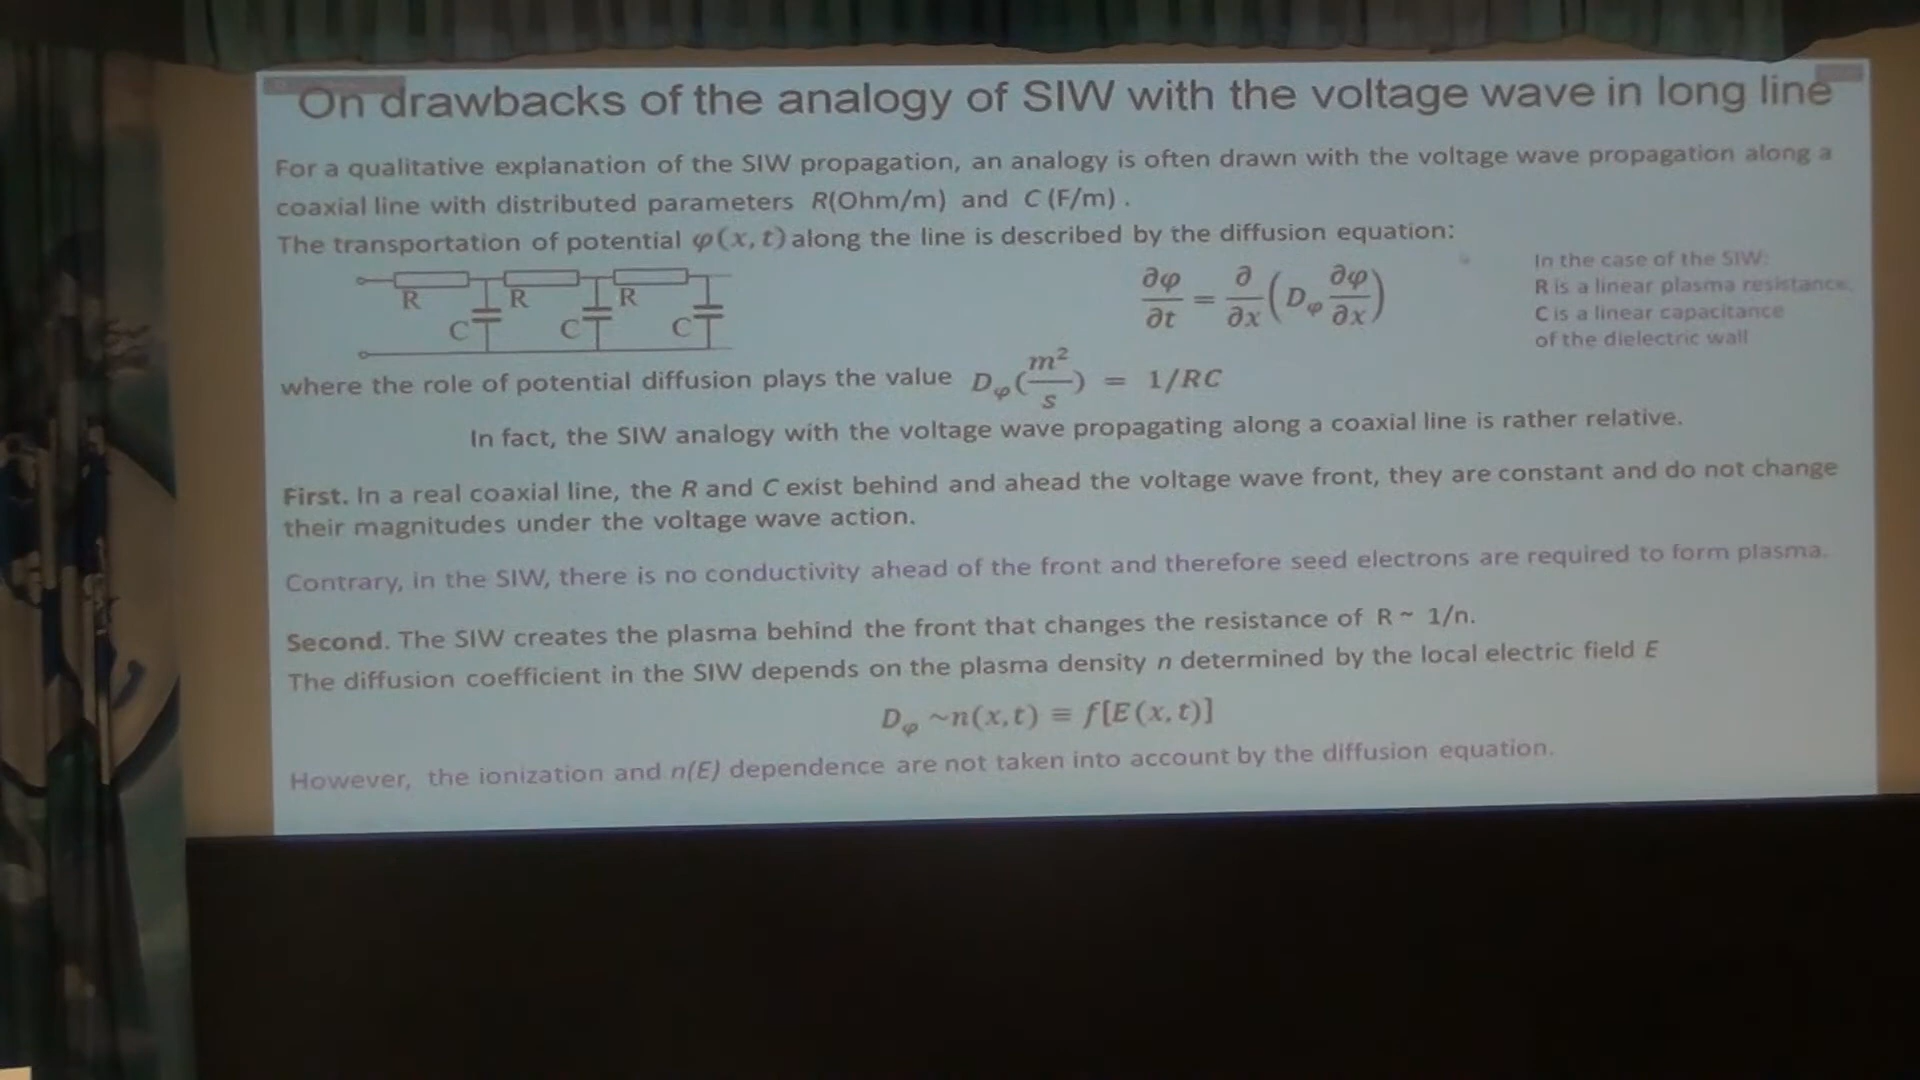 On drawbacks of the analogy of SIW with the voltage wave in long line
For a qualitative explanation of the SIW propagation, an analogy is often drawn with the voltage wave propagation along a
coaxial line with distributed parameters R(Ohm/m) and C (F/m) .
The transportation of potential φ(x, t) along the line is described by the diffusion equation:
R R R
C C C
∂φ/∂t = ∂/∂x (Dφ ∂φ/∂x)
In the case of the SIW:
R is a linear plasma resistance,
C is a linear capacitance
of the dielectric wall
where the role of potential diffusion plays the value Dφ(m²/s) = 1/RC
In fact, the SIW analogy with the voltage wave propagating along a coaxial line is rather relative.
First. In a real coaxial line, the R and C exist behind and ahead the voltage wave front, they are constant and do not change
their magnitudes under the voltage wave action.
Contrary, in the SIW, there is no conductivity ahead of the front and therefore seed electrons are required to form plasma.
Second. The SIW creates the plasma behind the front that changes the resistance of R ~ 1/n.
The diffusion coefficient in the SIW depends on the plasma density n determined by the local electric field E
Dφ ~n(x,t) ≡ f[E(x,t)]
However, the ionization and n(E) dependence are not taken into account by the diffusion equation.